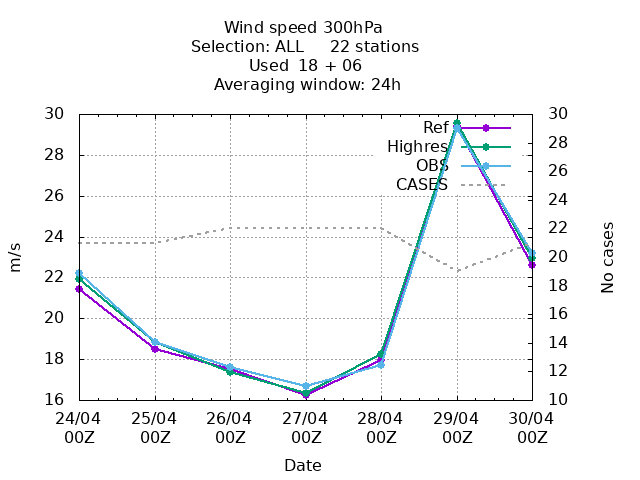 Wind speed 300hPa
Selection: ALL     22 stations
Used  18 + 06
Averaging window: 24h
30 30
28 28
26 26
24 24
22 22
20 20
18 18
16 16
14
12
10
m/s
No cases
Ref
Highres
OBS
CASES
24/04 25/04 26/04 27/04 28/04 29/04 30/04
00Z 00Z 00Z 00Z 00Z 00Z 00Z
Date